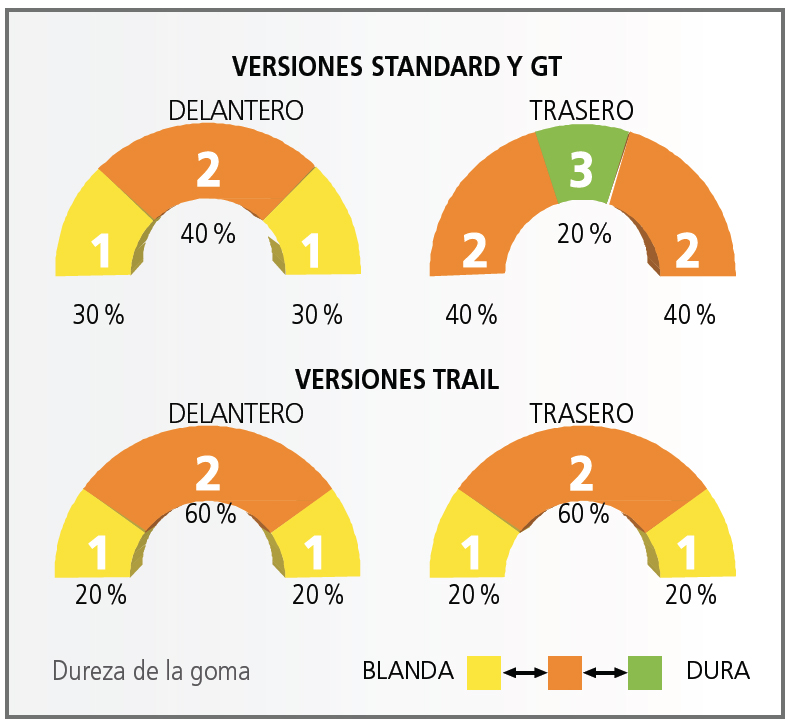 VERSIONES STANDARD Y GT
DELANTERO
TRASERO
2
3
1
1
2
2
40 %
20 %
30 %
30 %
40 %
40 %
VERSIONES TRAIL
DELANTERO
TRASERO
2
2
60 %
60 %
1
1
1
1
20 %
20 %
20 %
20 %
Dureza de la goma
BLANDA
DURA